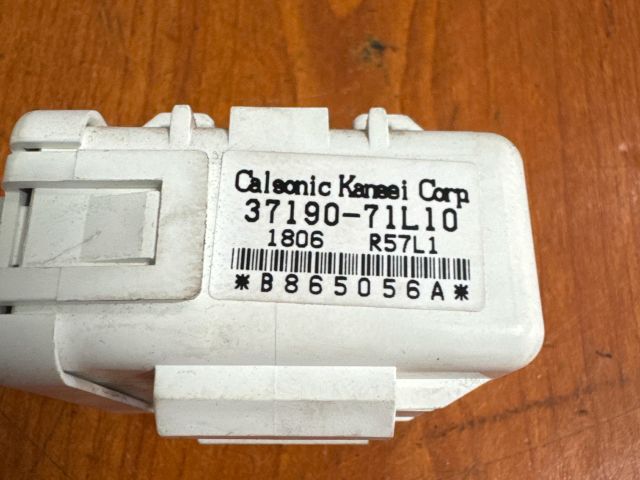 Calsonic Kansei Corp
37190-71L10
1806 R57L1
*B865056A*